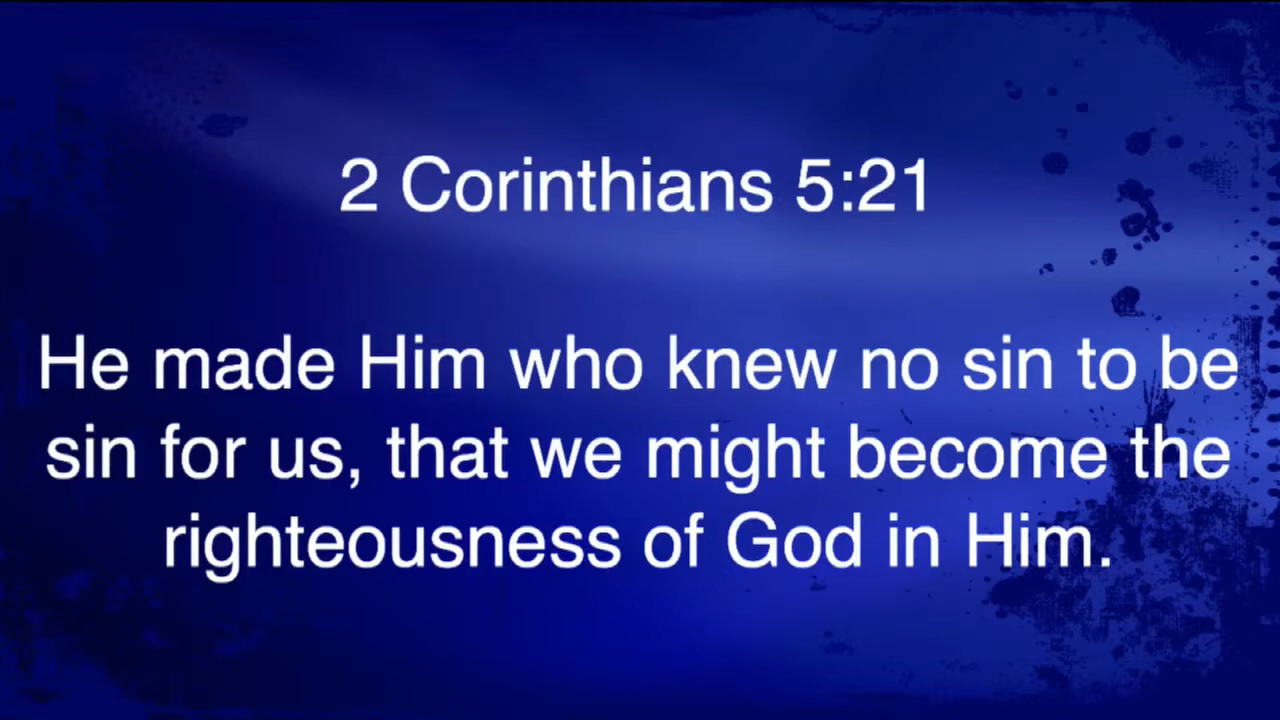 2 Corinthians 5:21
He made Him who knew no sin to be
sin for us, that we might become the
righteousness of God in Him.